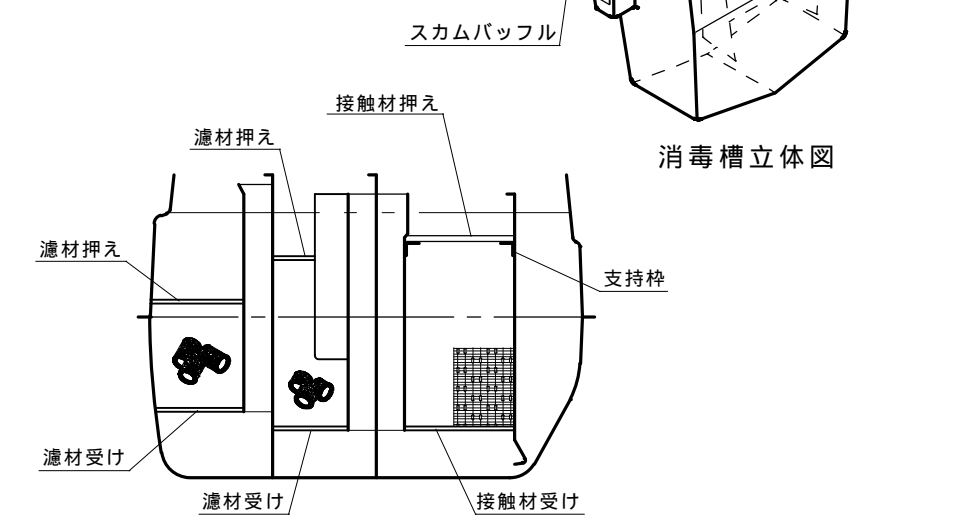 スカムバッフル
接触材押え
濾材押え
消毒槽立体図
濾材押え
支持枠
濾材受け
濾材受け
接触材受け